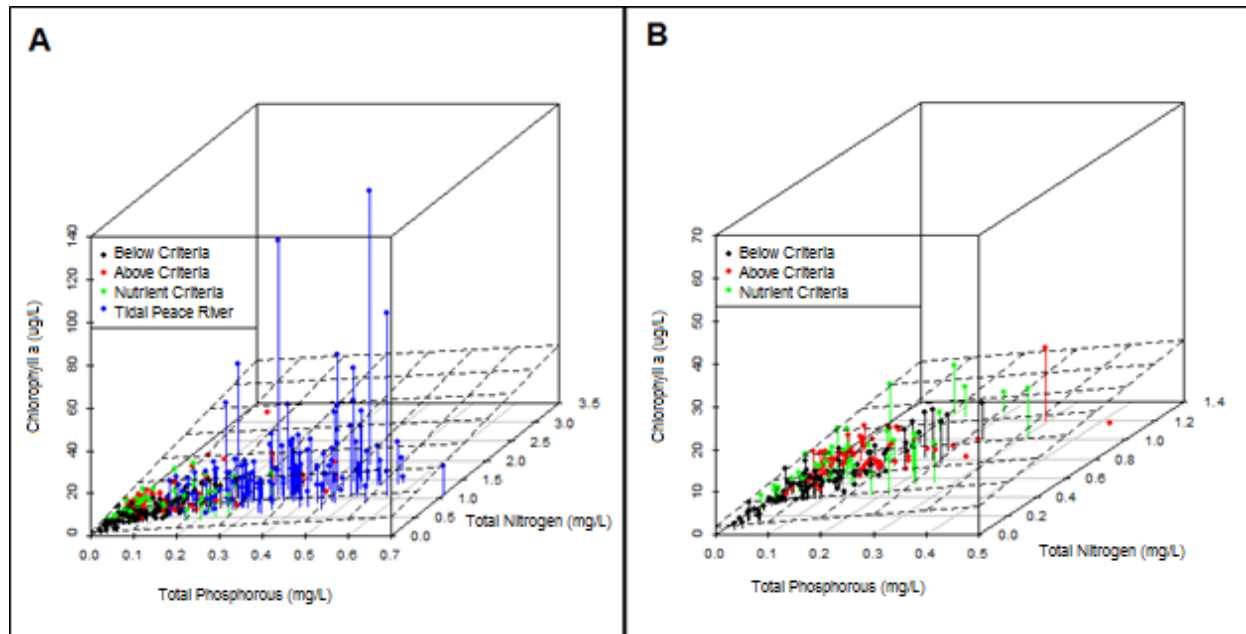 A
140
120
100
80
60
40
20
0
Chlorophyll a (ug/L)
Below Criteria
Above Criteria
Nutrient Criteria
Tidal Peace River
0.0 0.1 0.2 0.3 0.4 0.5 0.6 0.7
Total Phosphorous (mg/L)
0.0
0.5
1.0
1.5
2.0
2.5
3.0
3.5
Total Nitrogen (mg/L)
B
70
60
50
40
30
20
10
0
Chlorophyll a (ug/L)
Below Criteria
Above Criteria
Nutrient Criteria
0.0 0.1 0.2 0.3 0.4 0.5
Total Phosphorous (mg/L)
0.0
0.2
0.4
0.6
0.8
1.0
1.2
1.4
Total Nitrogen (mg/L)